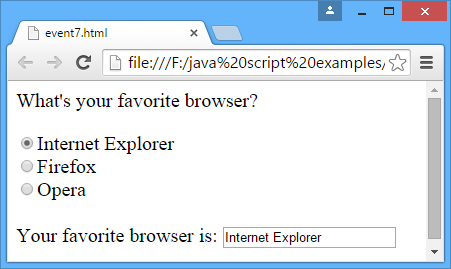 event7.html
file:///F:/java%20script%20examples/
What's your favorite browser?
Internet Explorer
Firefox
Opera
Your favorite browser is: Internet Explorer